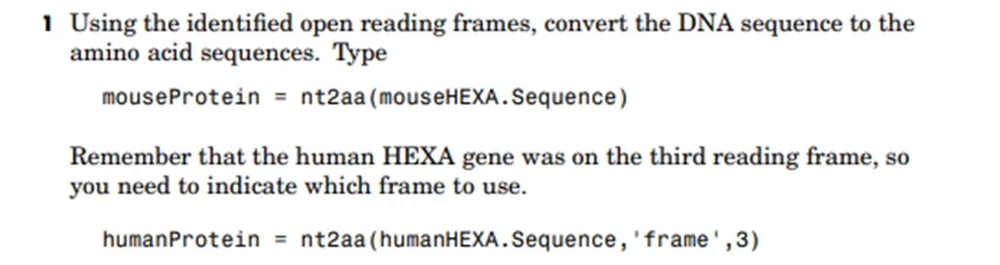 1 Using the identified open reading frames, convert the DNA sequence to the
amino acid sequences. Type
mouseProtein = nt2aa(mouseHEXA.Sequence)
Remember that the human HEXA gene was on the third reading frame, so
you need to indicate which frame to use.
humanProtein = nt2aa(humanHEXA.Sequence,'frame',3)